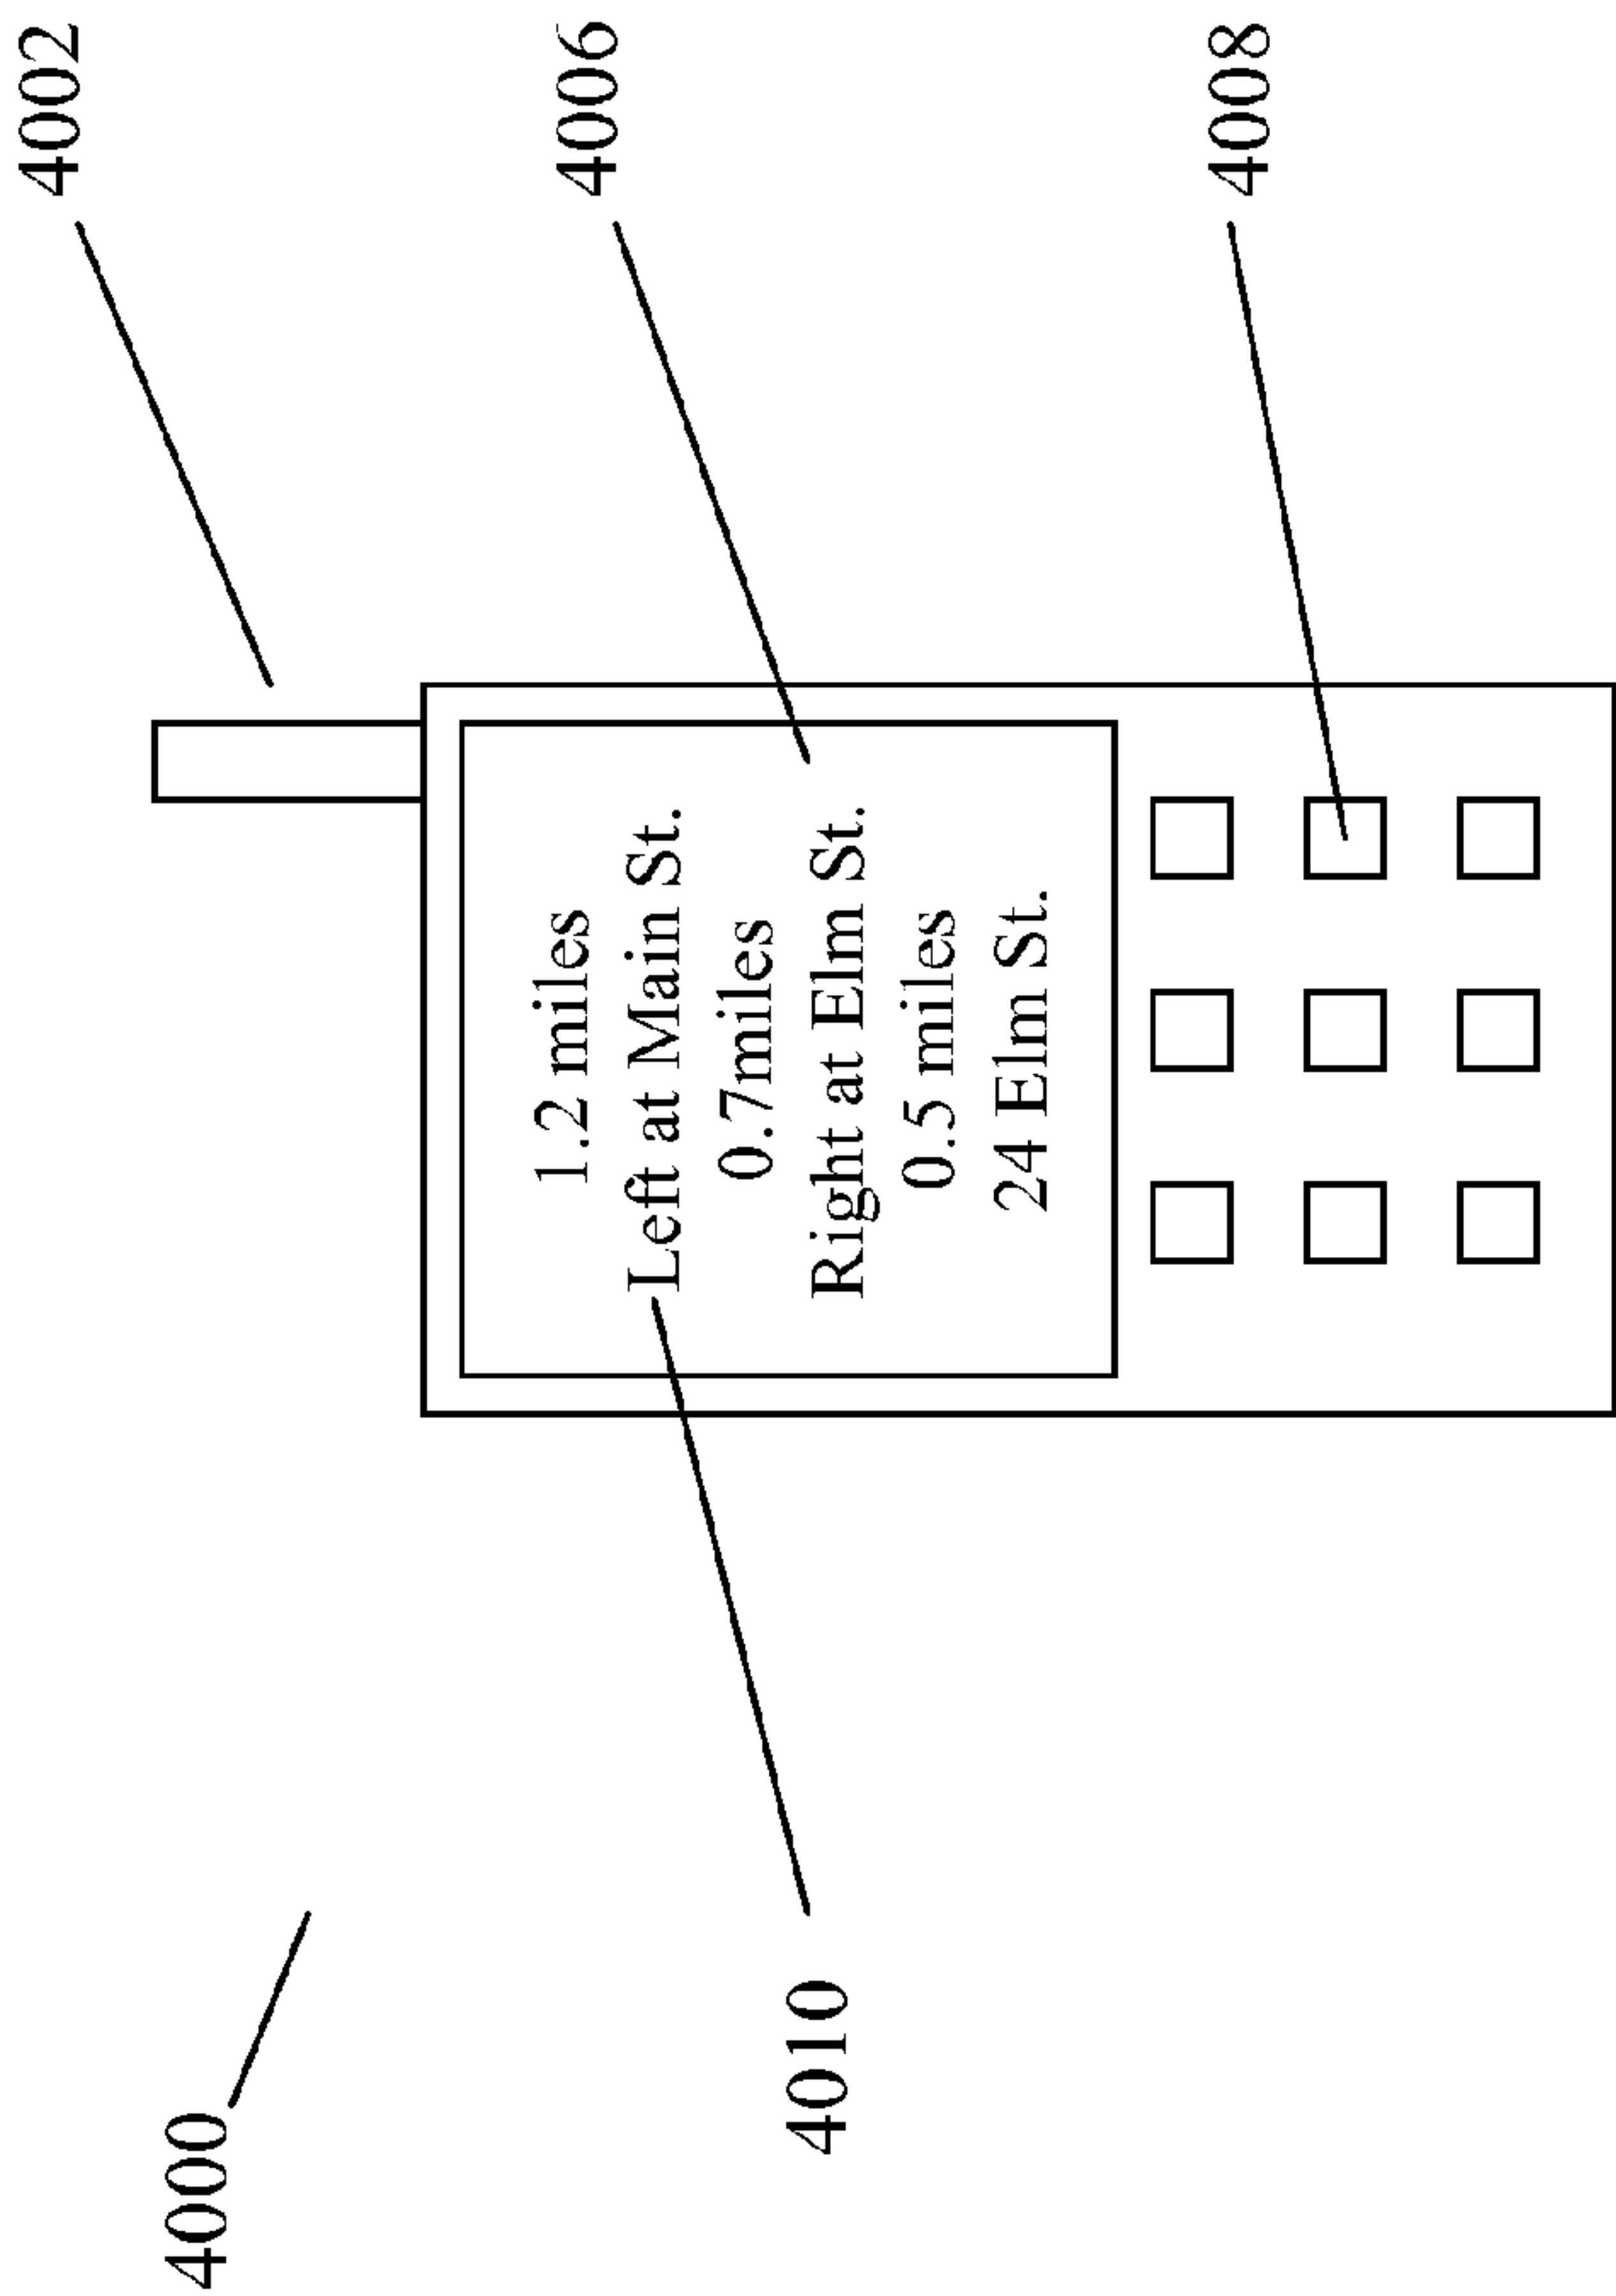 4002
4006
4008
4000
4010
1.2 miles
Left at Main St.
0.7miles
Right at Elm St.
0.5 miles
24 Elm St.